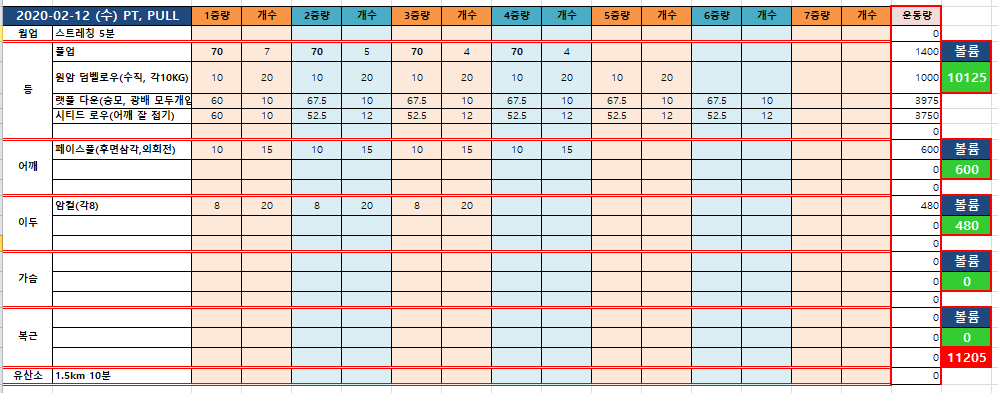 2020-02-12 (수) PT, PULL 1중량 개수 2중량 개수 3중량 개수 4중량 개수 5중량 개수 6중량 개수 7중량 개수 운동량
웜업 스트레칭 5분 0
등
풀업 70 7 70 5 70 4 70 4 1400 볼륨
원암 덤벨로우(수직, 각10KG) 10 20 10 20 10 20 10 20 10 20 1000 10125
랫풀 다운(승모, 광배 모두개입 60 10 67.5 10 67.5 10 67.5 10 67.5 10 67.5 10 3975
시티드 로우(어깨 잘 접기) 60 10 52.5 12 52.5 12 52.5 12 52.5 12 52.5 12 3750
0
어깨
페이스풀(후면삼각,외회전) 10 15 10 15 10 15 10 15 600 볼륨
0 600
0
이두
암컬(각8) 8 20 8 20 8 20 480 볼륨
0 480
0
가슴
0 볼륨
0 0
0
복근
0 볼륨
0 0
0 11205
유산소 1.5km 10분 0